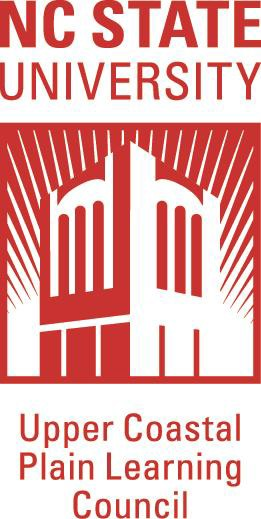 NC STATE
UNIVERSITY
Upper Coastal
Plain Learning
Council